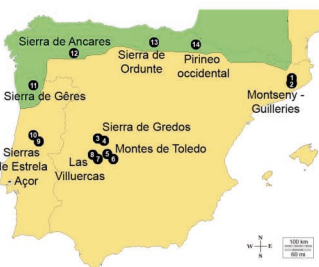 12
13
14
Sierra de Ancares
Sierra de
Ordunte
Pirineo
occidental
1
2
11
Sierra de Gêres
Montseny -
Guilleries
10
9
Sierra de Gredos
3 4
8 7 5 6
Montes de Toledo
Sierras
de Estrela
- Açor
Las
Villuercas
N
W E
S
100 km
60 mi